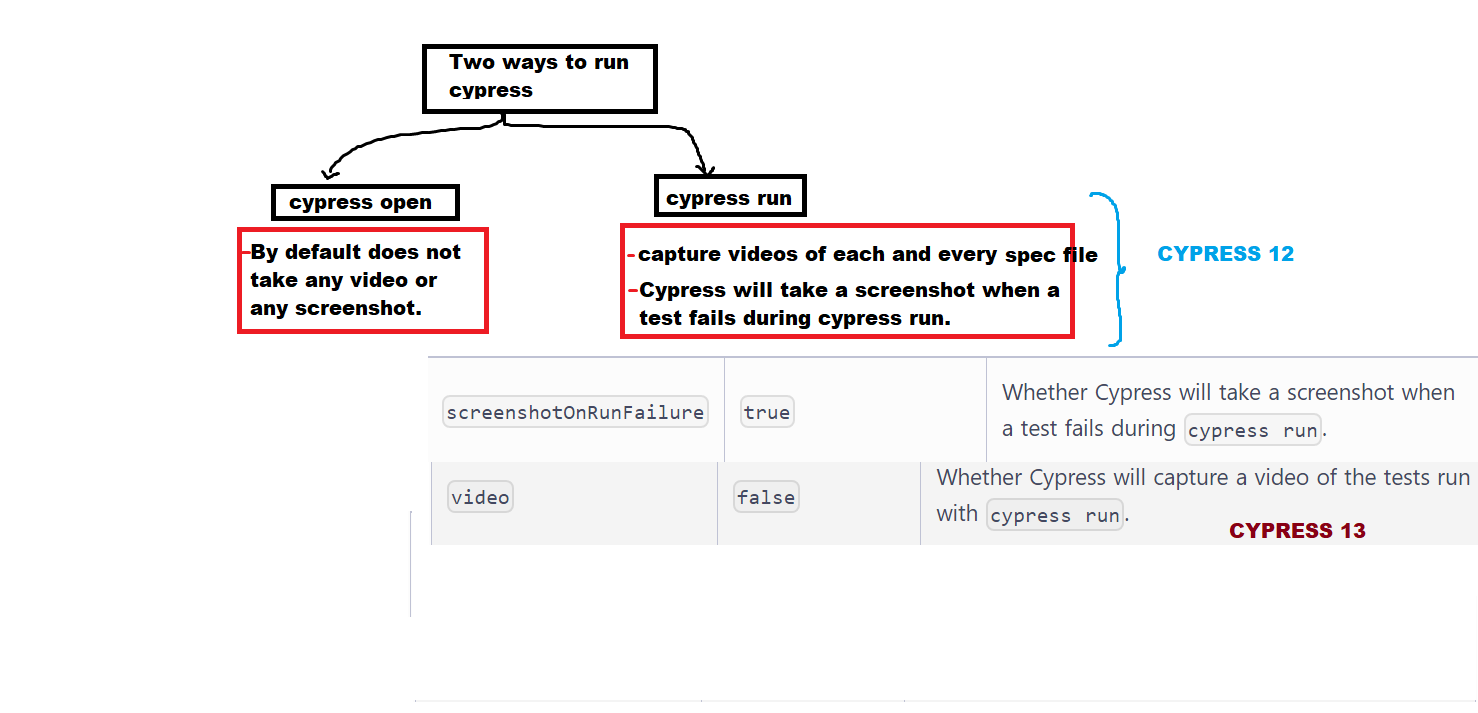 Two ways to run
cypress
cypress open
cypress run
-By default does not
take any video or
any screenshot.
-capture videos of each and every spec file
-Cypress will take a screenshot when a
test fails during cypress run.
CYPRESS 12
screenshotOnRunFailure true Whether Cypress will take a screenshot when
a test fails during cypress run.
video false Whether Cypress will capture a video of the tests run
with cypress run.
CYPRESS 13